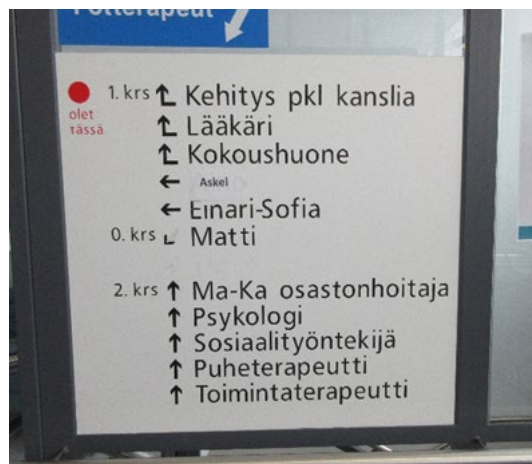 1. krs Kehitys pkl kanslia
olet
tässä
Lääkäri
Kokoushuone
Askel
Einari-Sofia
0. krs Matti
2. krs Ma-Ka osastonhoitaja
Psykologi
Sosiaalityöntekijä
Puheterapeutti
Toimintaterapeutti